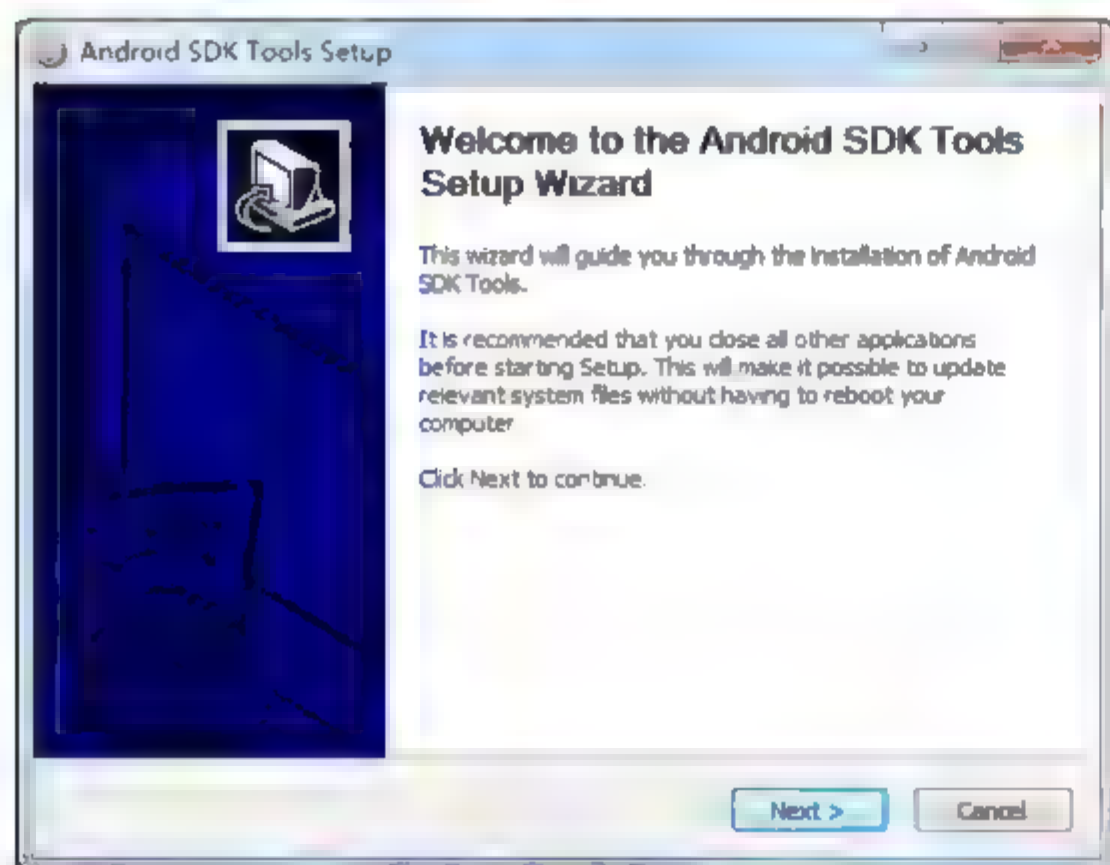 Android SDK Tools Setup
Welcome to the Android SDK Tools
Setup Wizard
This wizard will guide you through the installation of Android
SDK Tools.
It is recommended that you close all other applications
before starting Setup. This will make it possible to update
relevant system files without having to reboot your
computer
Click Next to continue.
Next >
Cancel